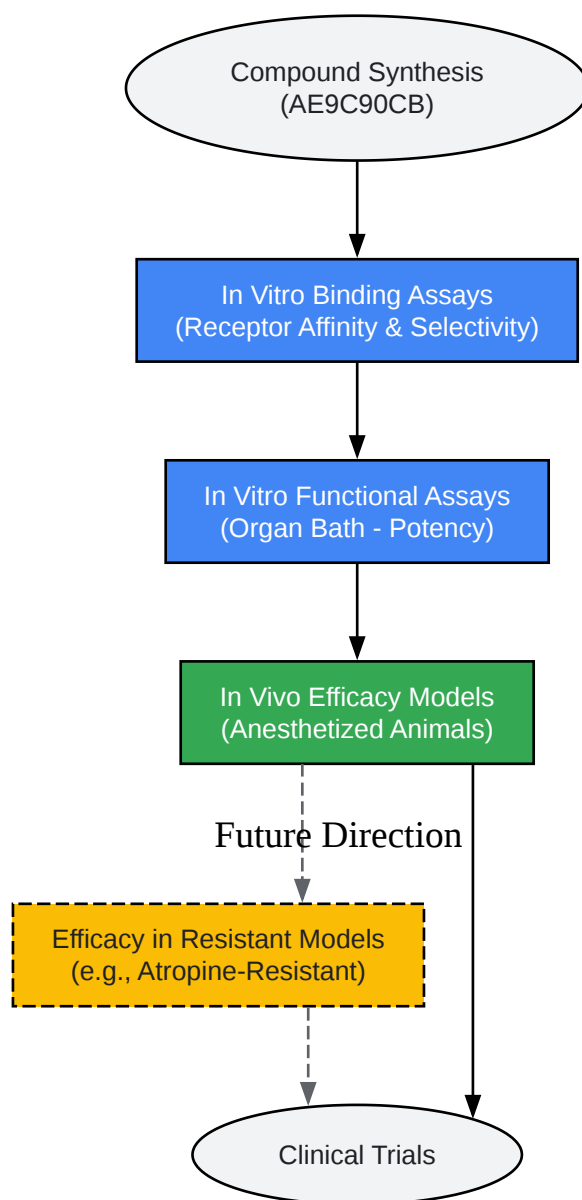 Compound Synthesis
(AE9C90CB)
In Vitro Binding Assays
(Receptor Affinity & Selectivity)
In Vitro Functional Assays
(Organ Bath - Potency)
In Vivo Efficacy Models
(Anesthetized Animals)
Future Direction
Efficacy in Resistant Models
(e.g., Atropine-Resistant)
Clinical Trials